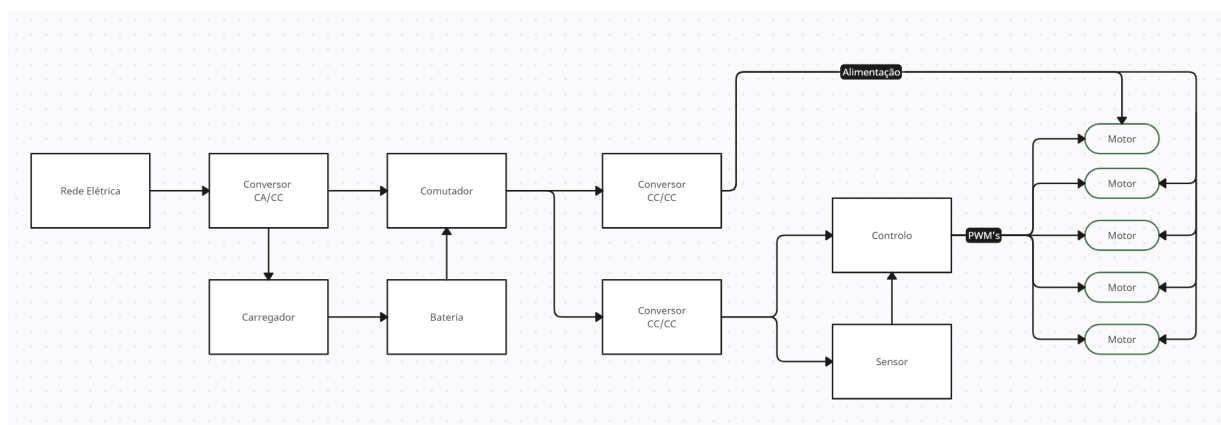 Alimentação
Motor
Rede Elétrica
Conversor
CA/CC
Comutador
Conversor
CC/CC
Motor
Controlo
PWM's
Motor
Carregador
Bateria
Conversor
CC/CC
Motor
Sensor
Motor